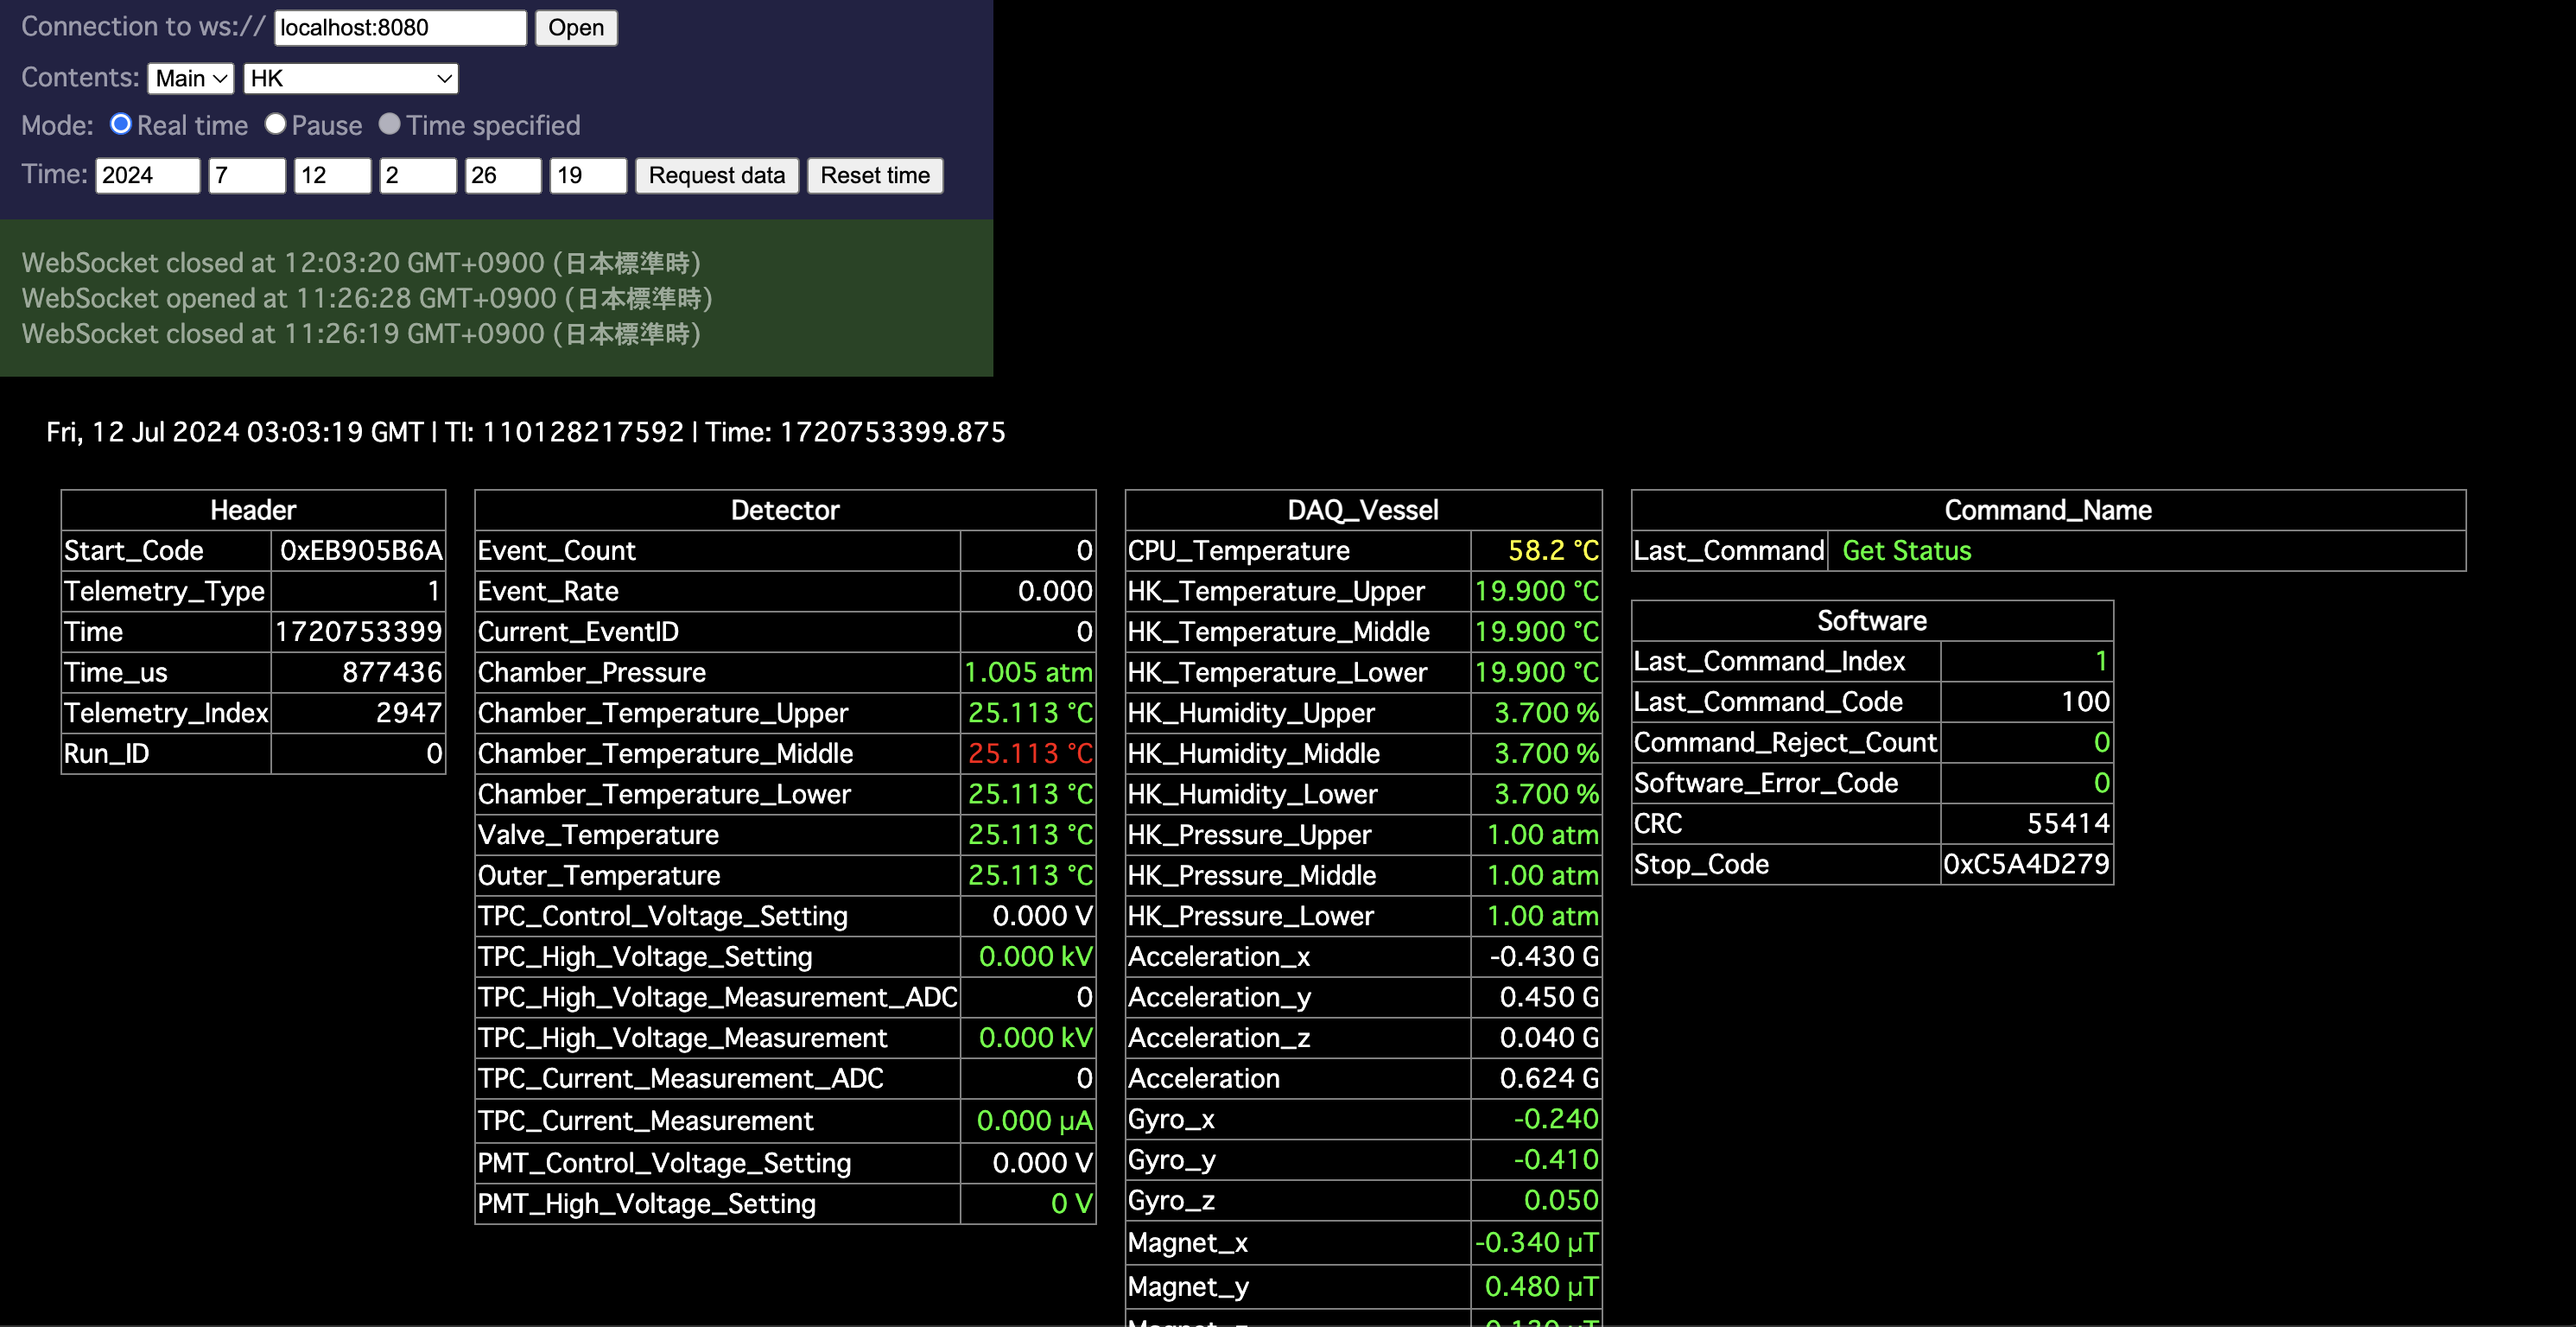 Connection to ws:// localhost:8080 Open
Contents: Main HK
Mode: Real time Pause Time specified
Time: 2024 7 12 2 26 19 Request data Reset time
WebSocket closed at 12:03:20 GMT+0900 (日本標準時)
WebSocket opened at 11:26:28 GMT+0900 (日本標準時)
WebSocket closed at 11:26:19 GMT+0900 (日本標準時)
Fri, 12 Jul 2024 03:03:19 GMT | TI: 110128217592 | Time: 1720753399.875
Header
Start_Code 0xEB905B6A
Telemetry_Type 1
Time 1720753399
Time_us 877436
Telemetry_Index 2947
Run_ID 0
Detector
Event_Count 0
Event_Rate 0.000
Current_EventID 0
Chamber_Pressure 1.005 atm
Chamber_Temperature_Upper 25.113 °C
Chamber_Temperature_Middle 25.113 °C
Chamber_Temperature_Lower 25.113 °C
Valve_Temperature 25.113 °C
Outer_Temperature 25.113 °C
TPC_Control_Voltage_Setting 0.000 V
TPC_High_Voltage_Setting 0.000 kV
TPC_High_Voltage_Measurement_ADC 0
TPC_High_Voltage_Measurement 0.000 kV
TPC_Current_Measurement_ADC 0
TPC_Current_Measurement 0.000 μA
PMT_Control_Voltage_Setting 0.000 V
PMT_High_Voltage_Setting 0 V
DAQ_Vessel
CPU_Temperature 58.2 °C
HK_Temperature_Upper 19.900 °C
HK_Temperature_Middle 19.900 °C
HK_Temperature_Lower 19.900 °C
HK_Humidity_Upper 3.700 %
HK_Humidity_Middle 3.700 %
HK_Humidity_Lower 3.700 %
HK_Pressure_Upper 1.00 atm
HK_Pressure_Middle 1.00 atm
HK_Pressure_Lower 1.00 atm
Acceleration_x -0.430 G
Acceleration_y 0.450 G
Acceleration_z 0.040 G
Acceleration 0.624 G
Gyro_x -0.240
Gyro_y -0.410
Gyro_z 0.050
Magnet_x -0.340 μT
Magnet_y 0.480 μT
Command_Name
Last_Command Get Status
Software
Last_Command_Index 1
Last_Command_Code 100
Command_Reject_Count 0
Software_Error_Code 0
CRC 55414
Stop_Code 0xC5A4D279